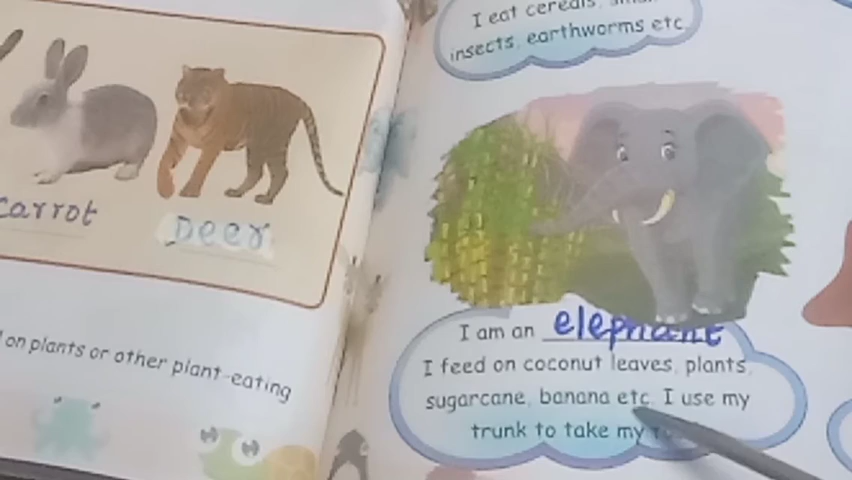 carrot
Deer
on plants or other plant-eating
I eat cereals, small
insects, earthworms etc
I am an elephant
I feed on coconut leaves, plants,
sugarcane, banana etc. I use my
trunk to take my